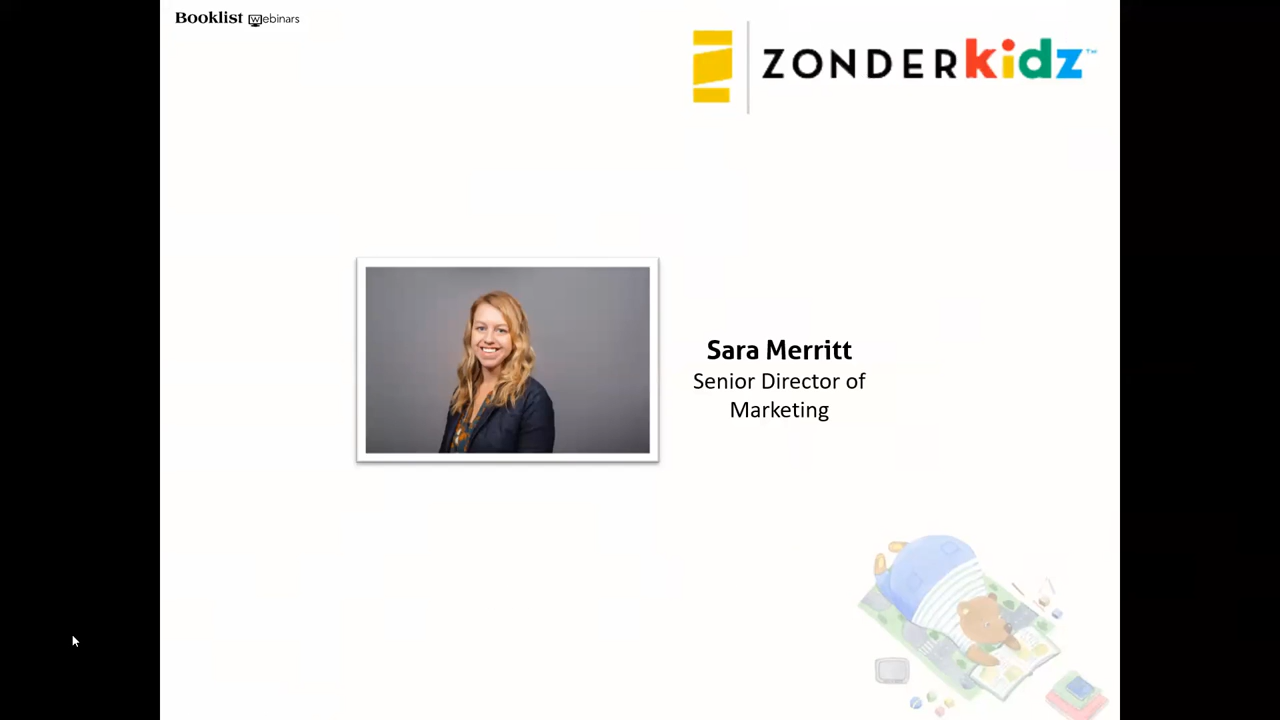 Booklist Webinars
ZONDERkidz™
Sara Merritt
Senior Director of
Marketing